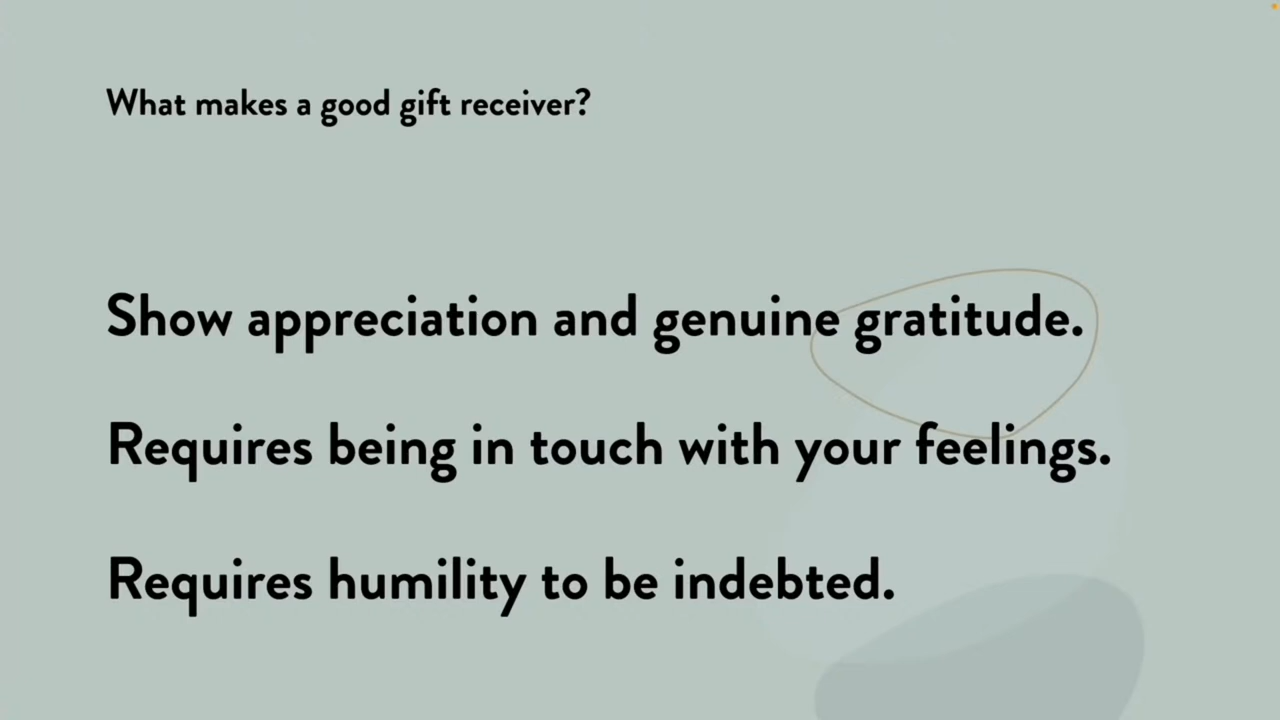 What makes a good gift receiver?
Show appreciation and genuine gratitude.
Requires being in touch with your feelings.
Requires humility to be indebted.